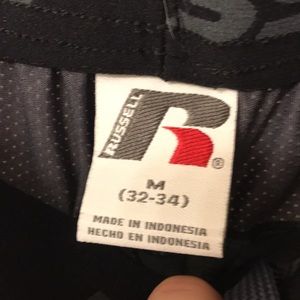 RUSSELL
R
®
M
(32-34)
MADE IN INDONESIA
HECHO EN INDONESIA